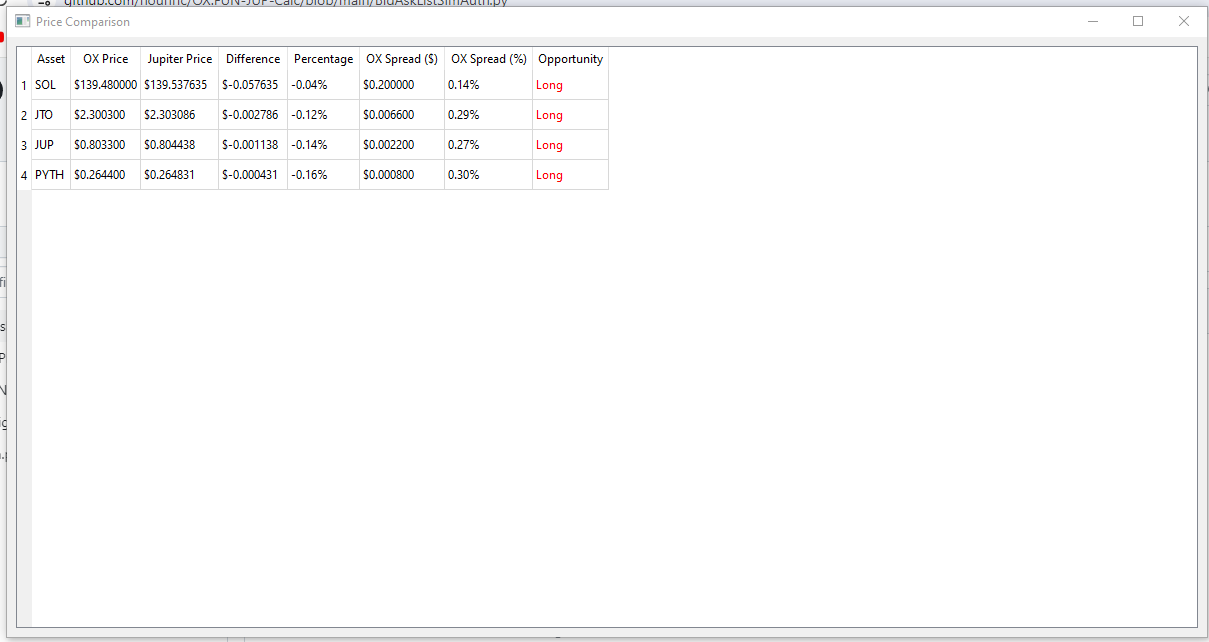 github.com/nournc/OX.FUN-JUP-Calc/blob/main/BidAskListSimAuth.py
Price Comparison
Asset OX Price Jupiter Price Difference Percentage OX Spread ($) OX Spread (%) Opportunity
1 SOL $139.480000 $139.537635 $-0.057635 -0.04% $0.200000 0.14% Long
2 JTO $2.300300 $2.303086 $-0.002786 -0.12% $0.006600 0.29% Long
3 JUP $0.803300 $0.804438 $-0.001138 -0.14% $0.002200 0.27% Long
4 PYTH $0.264400 $0.264831 $-0.000431 -0.16% $0.000800 0.30% Long